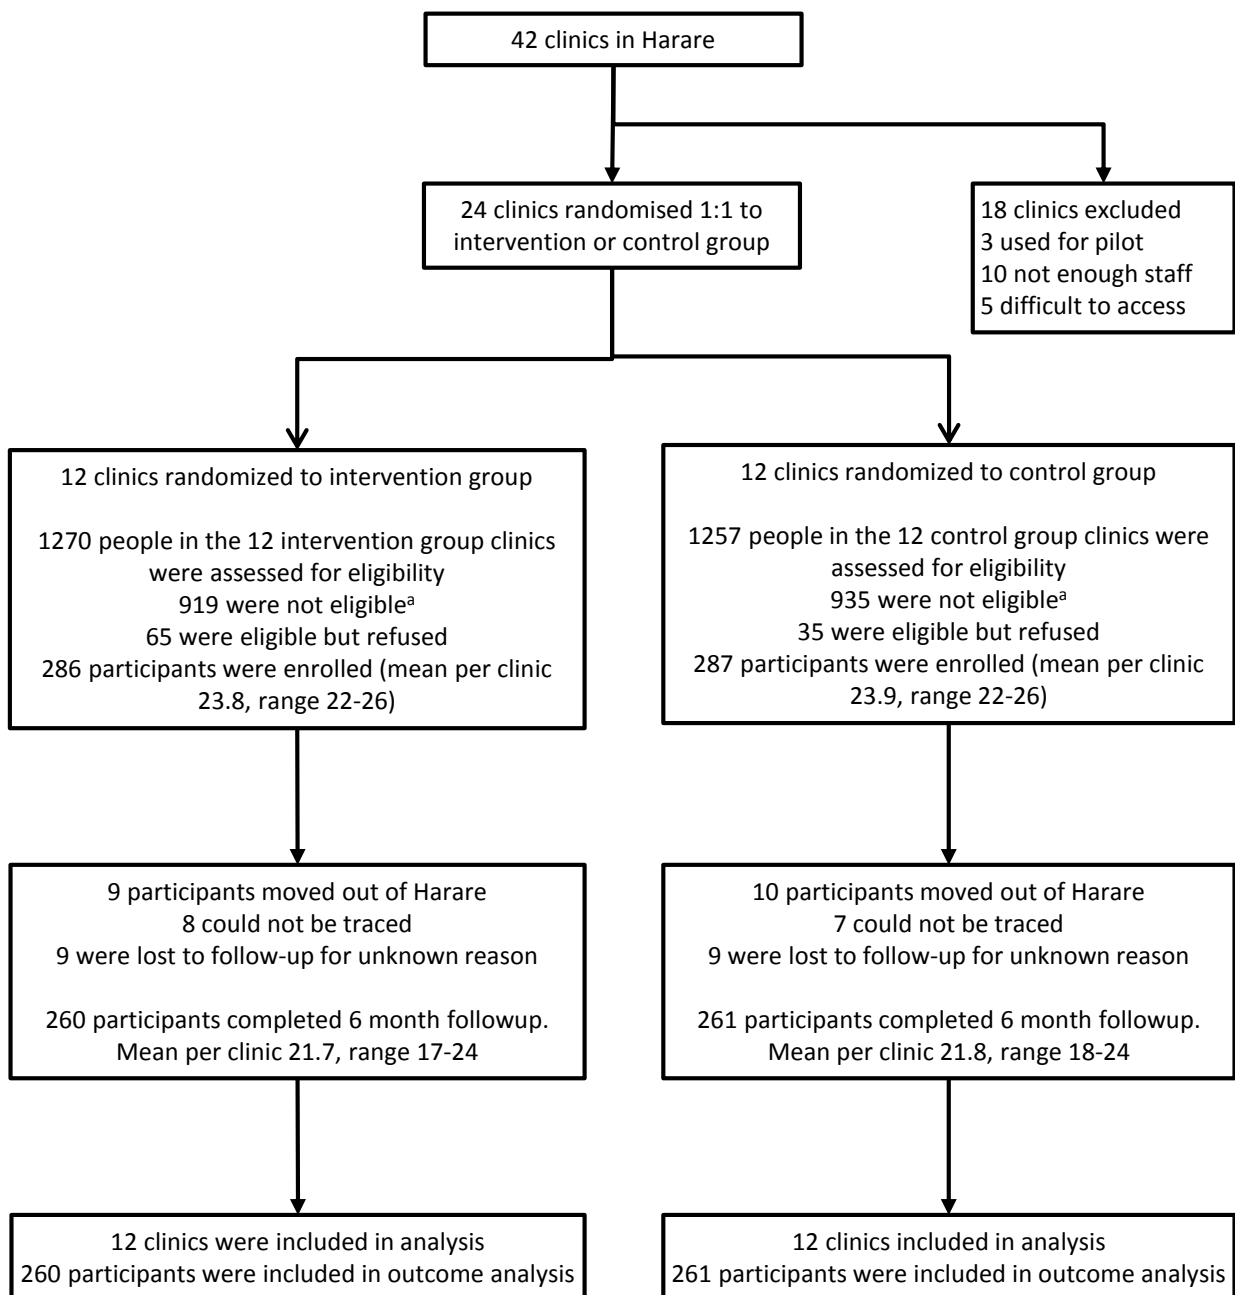 42 clinics in Harare
24 clinics randomised 1:1 to
intervention or control group
18 clinics excluded
3 used for pilot
10 not enough staff
5 difficult to access
12 clinics randomized to intervention group
1270 people in the 12 intervention group clinics
were assessed for eligibility
919 were not eligibleᵃ
65 were eligible but refused
286 participants were enrolled (mean per clinic
23.8, range 22-26)
12 clinics randomized to control group
1257 people in the 12 control group clinics were
assessed for eligibility
935 were not eligibleᵃ
35 were eligible but refused
287 participants were enrolled (mean per clinic
23.9, range 22-26)
9 participants moved out of Harare
8 could not be traced
9 were lost to follow-up for unknown reason
260 participants completed 6 month followup.
Mean per clinic 21.7, range 17-24
10 participants moved out of Harare
7 could not be traced
9 were lost to follow-up for unknown reason
261 participants completed 6 month followup.
Mean per clinic 21.8, range 18-24
12 clinics were included in analysis
260 participants were included in outcome analysis
12 clinics included in analysis
261 participants were included in outcome analysis